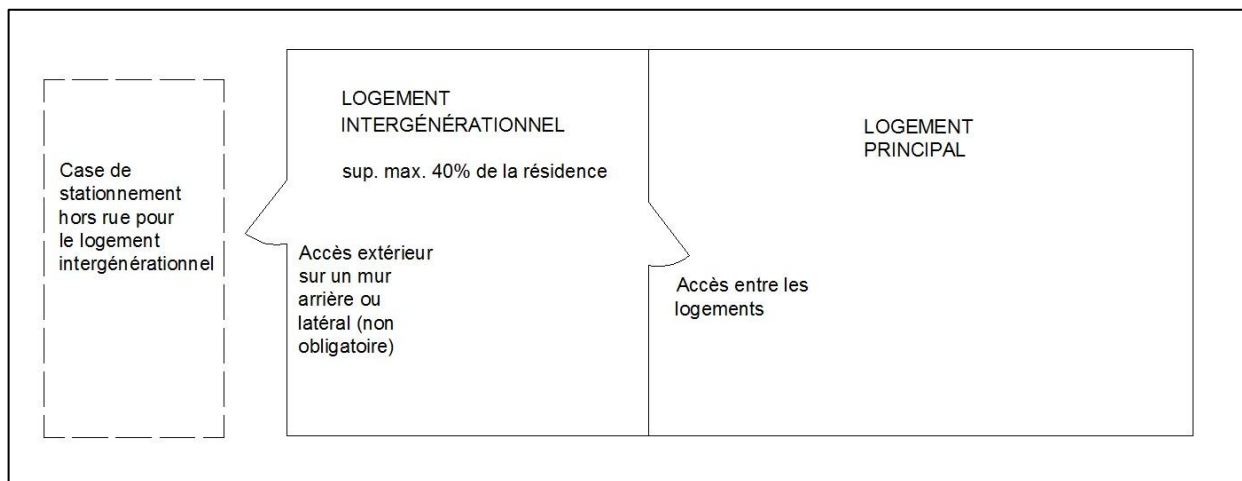 Case de
stationnement
hors rue pour
le logement
intergénérationnel
LOGEMENT
INTERGÉNÉRATIONNEL
sup. max. 40% de la résidence
Accès extérieur
sur un mur
arrière ou
latéral (non
obligatoire)
LOGEMENT
PRINCIPAL
Accès entre les
logements